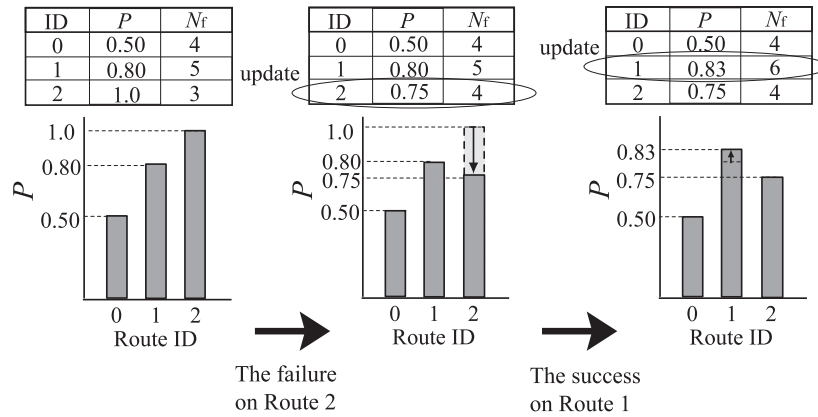 ID P Nf
0 0.50 4
1 0.80 5
2 1.0 3
update
ID P Nf
0 0.50 4
1 0.80 5
2 0.75 4
update
ID P Nf
0 0.50 4
1 0.83 6
2 0.75 4
P
1.0
0.80
0.50
0 1 2
Route ID
P
1.0
0.80
0.75
0.50
0 1 2
Route ID
P
0.83
0.75
0.50
0 1 2
Route ID
The failure
on Route 2
The success
on Route 1